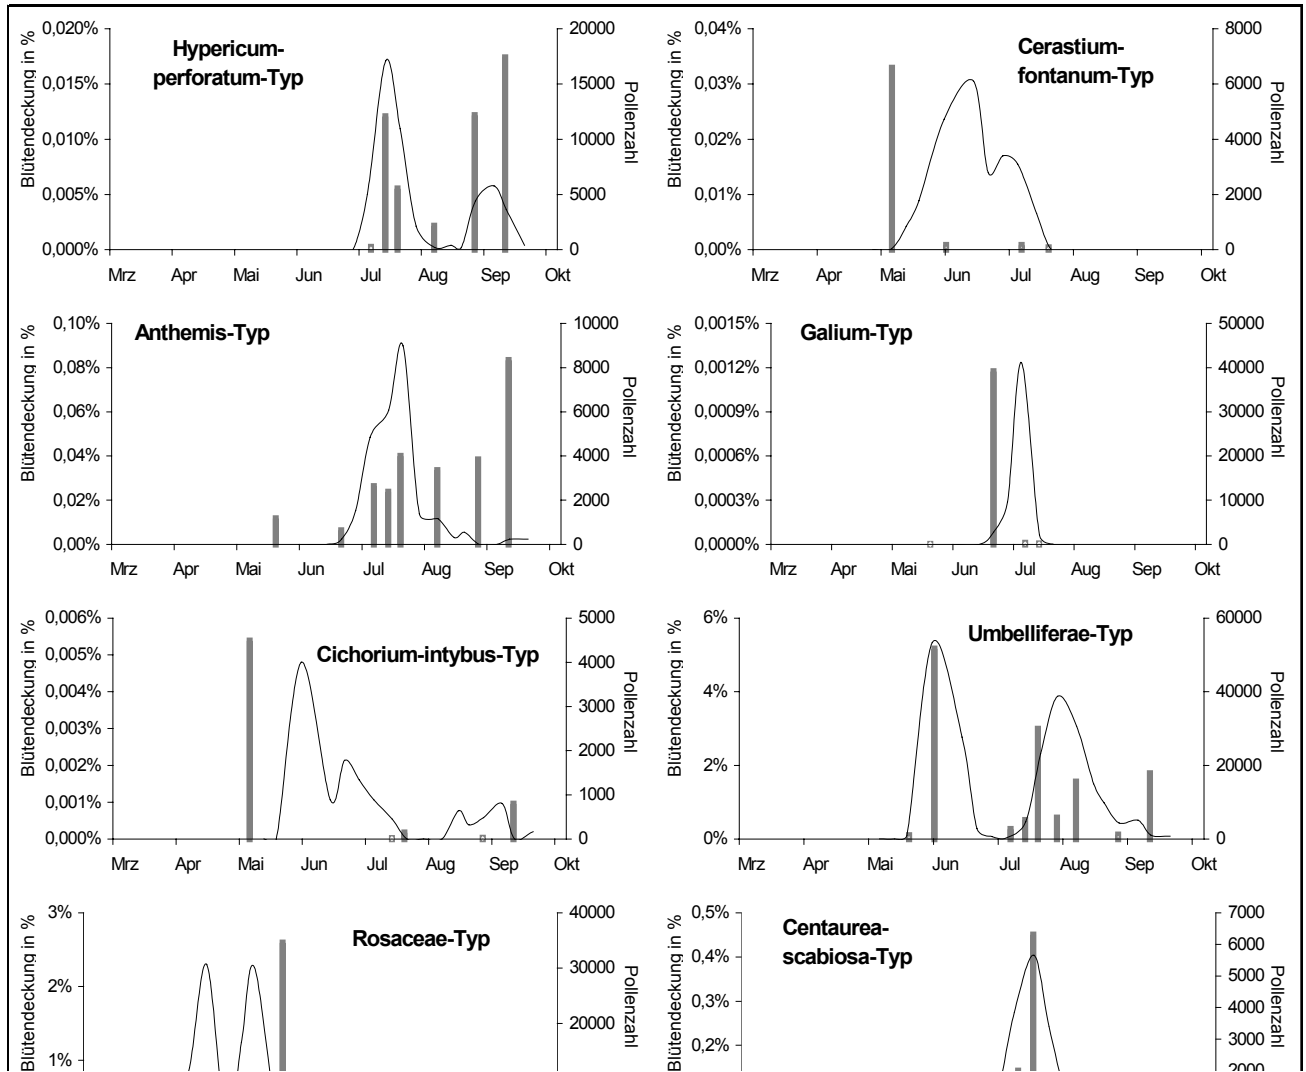 Hypericum-
perforatum-Typ
Blütendeckung in %
0,020%
0,015%
0,010%
0,005%
0,000%
20000
15000
10000
5000
0
Pollenzahl
Mrz Apr Mai Jun Jul Aug Sep Okt
Cerastium-
fontanum-Typ
Blütendeckung in %
0,04%
0,03%
0,02%
0,01%
0,00%
8000
6000
4000
2000
0
Pollenzahl
Mrz Apr Mai Jun Jul Aug Sep Okt
Anthemis-Typ
Blütendeckung in %
0,10%
0,08%
0,06%
0,04%
0,02%
0,00%
10000
8000
6000
4000
2000
0
Pollenzahl
Mrz Apr Mai Jun Jul Aug Sep Okt
Galium-Typ
Blütendeckung in %
0,0015%
0,0012%
0,0009%
0,0006%
0,0003%
0,0000%
50000
40000
30000
20000
10000
0
Pollenzahl
Mrz Apr Mai Jun Jul Aug Sep Okt
Cichorium-intybus-Typ
Blütendeckung in %
0,006%
0,005%
0,004%
0,003%
0,002%
0,001%
0,000%
5000
4000
3000
2000
1000
0
Pollenzahl
Mrz Apr Mai Jun Jul Aug Sep Okt
Umbelliferae-Typ
Blütendeckung in %
6%
4%
2%
0%
60000
40000
20000
0
Pollenzahl
Mrz Apr Mai Jun Jul Aug Sep Okt
Rosaceae-Typ
Blütendeckung in %
3%
2%
1%
40000
30000
20000
Pollenzahl
Centaurea-
scabiosa-Typ
Blütendeckung in %
0,5%
0,4%
0,3%
0,2%
7000
6000
5000
4000
3000
2000
Pollenzahl